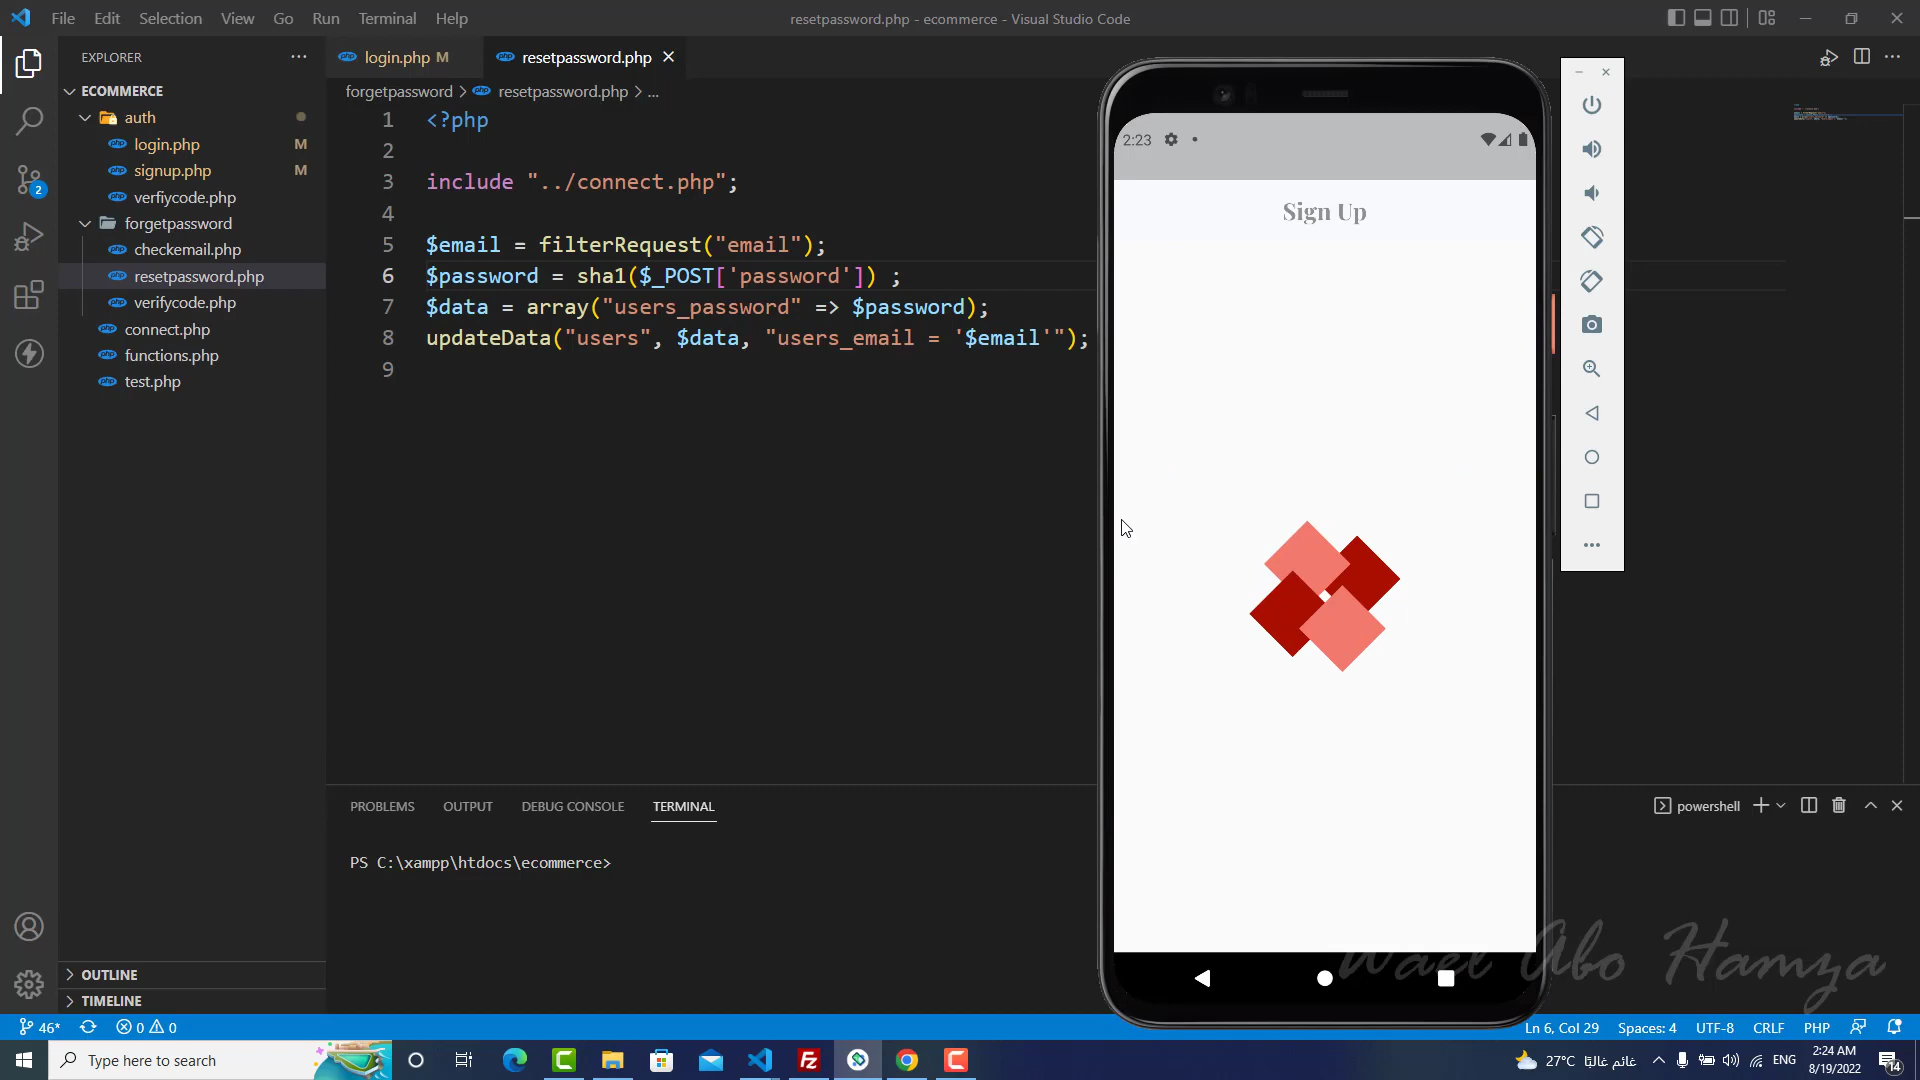 File Edit Selection View Go Run Terminal Help
resetpassword.php - ecommerce - Visual Studio Code
EXPLORER
ECOMMERCE
auth
login.php M
signup.php M
verfiycode.php
forgetpassword
checkemail.php
resetpassword.php
verifycode.php
connect.php
functions.php
test.php
OUTLINE
TIMELINE
login.php M
resetpassword.php
forgetpassword > resetpassword.php > ...
1 <?php
2
3 include "../connect.php";
4
5 $email = filterRequest("email");
6 $password = sha1($_POST['password']) ;
7 $data = array("users_password" => $password);
8 updateData("users", $data, "users_email = '$email'");
9
PROBLEMS OUTPUT DEBUG CONSOLE TERMINAL
powershell
PS C:\xampp\htdocs\ecommerce>
2:23
Sign Up
Wael Abo Hamza
2
46* 0 0
Ln 6, Col 29 Spaces: 4 UTF-8 CRLF PHP
Type here to search
27°C غائم غالبًا ENG
2:24 AM
8/19/2022
14